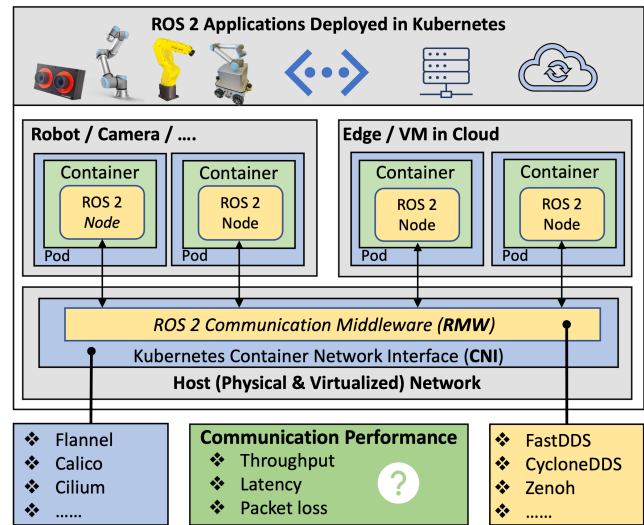 ROS 2 Applications Deployed in Kubernetes
Robot / Camera / ....
Container
ROS 2
Node
Pod
Container
ROS 2
Node
Pod
Edge / VM in Cloud
Container
ROS 2
Node
Pod
Container
ROS 2
Node
Pod
ROS 2 Communication Middleware (RMW)
Kubernetes Container Network Interface (CNI)
Host (Physical & Virtualized) Network
❖ Flannel
❖ Calico
❖ Cilium
❖ ......
Communication Performance
❖ Throughput
❖ Latency
❖ Packet loss
?
❖ FastDDS
❖ CycloneDDS
❖ Zenoh
❖ ......